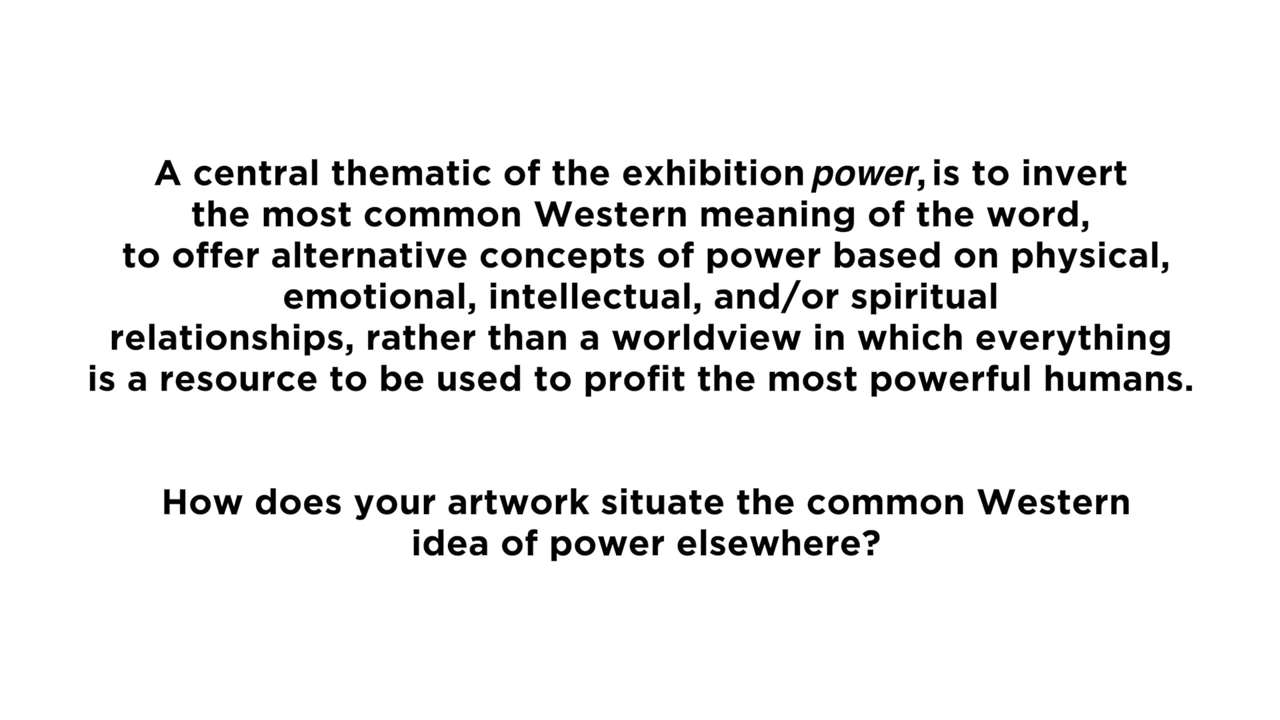 A central thematic of the exhibition power, is to invert
the most common Western meaning of the word,
to offer alternative concepts of power based on physical,
emotional, intellectual, and/or spiritual
relationships, rather than a worldview in which everything
is a resource to be used to profit the most powerful humans.
How does your artwork situate the common Western
idea of power elsewhere?